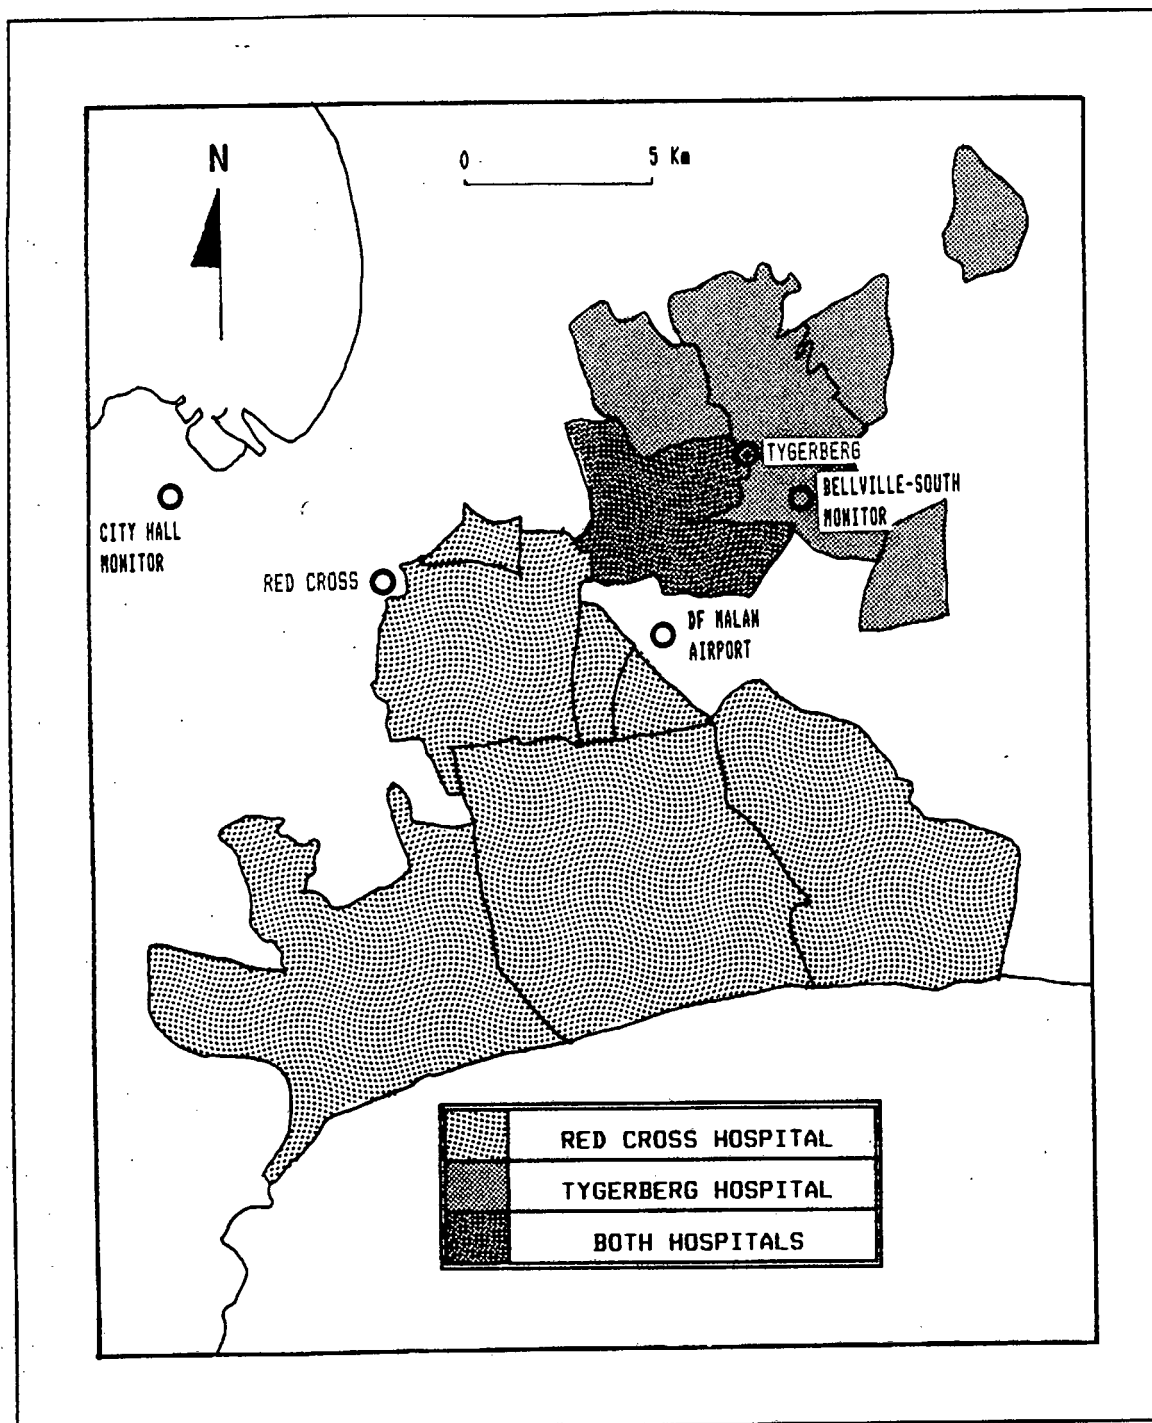 N
0 5 Km
TYGERBERG
BELLVILLE-SOUTH
MONITOR
CITY HALL
MONITOR
RED CROSS
DF MALAN
AIRPORT
RED CROSS HOSPITAL
TYGERBERG HOSPITAL
BOTH HOSPITALS